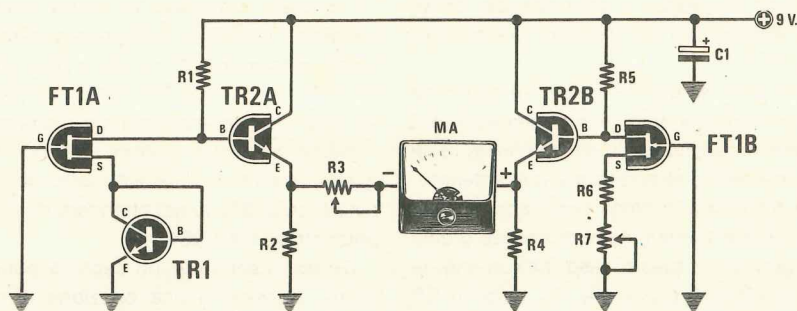 9 V.
C1
R1
R5
FT1A
TR2A
TR2B
C
C
MA
G
D
S
B
E
B
E
D
S
G
FT1B
R3
−
+
R6
C
B
E
TR1
R2
R4
R7